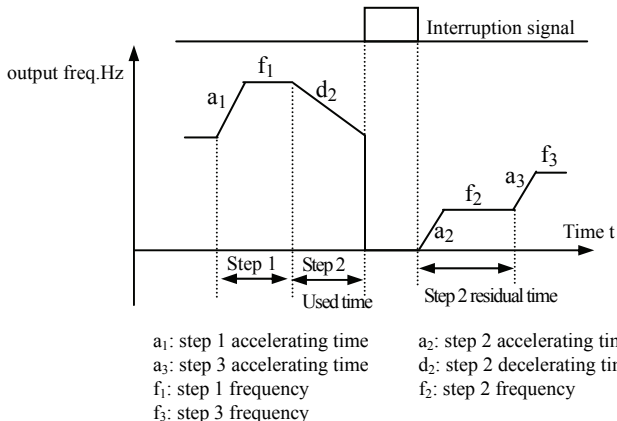 Interruption signal
output freq.Hz
f1
a1
d2
f3
a3
f2
a2
Time t
Step 1
Step 2
Used time
Step 2 residual time
a1: step 1 accelerating time
a2: step 2 accelerating
a3: step 3 accelerating time
d2: step 2 decelerating
f1: step 1 frequency
f2: step 2 frequency
f3: step 3 frequency